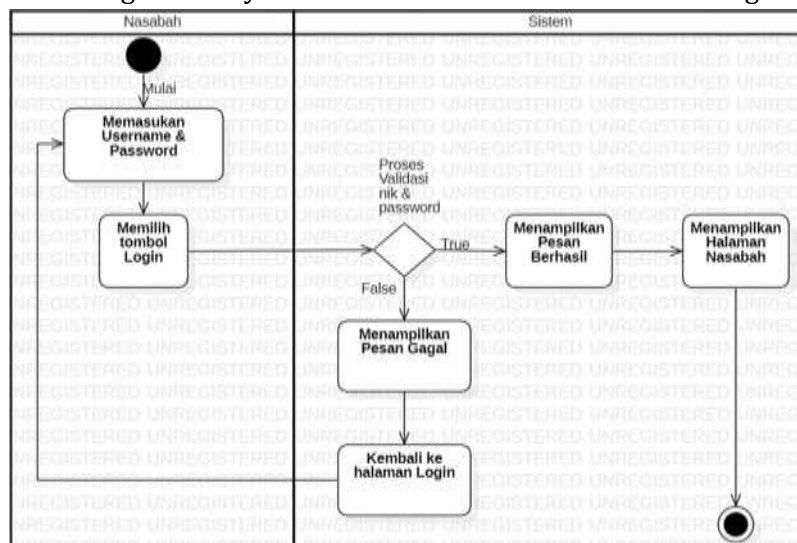 Nasabah
Sistem
Mulai
Memasukan
Username &
Password
Memilih
tombol
Login
Proses
Validasi
nik &
password
True
False
Menampilkan
Pesan
Berhasil
Menampilkan
Halaman
Nasabah
Menampilkan
Pesan Gagal
Kembali ke
halaman Login